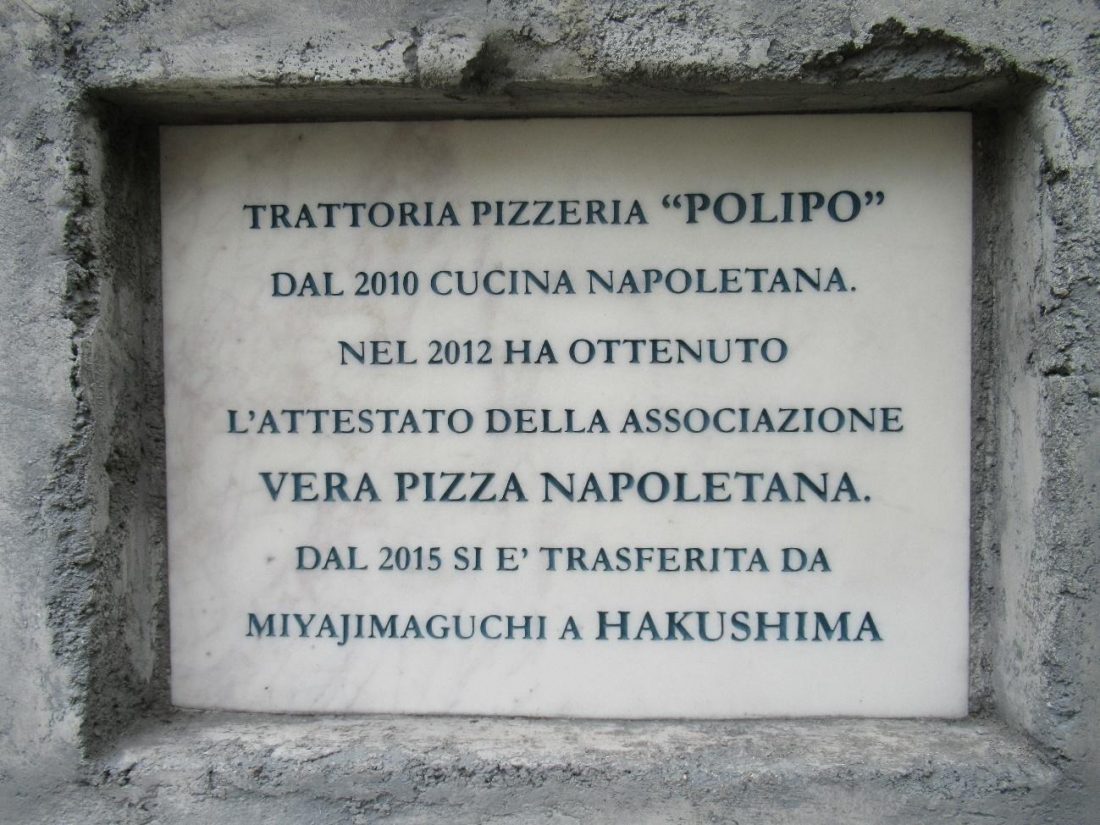 TRATTORIA PIZZERIA “POLIPO”
DAL 2010 CUCINA NAPOLETANA.
NEL 2012 HA OTTENUTO
L’ATTESTATO DELLA ASSOCIAZIONE
VERA PIZZA NAPOLETANA.
DAL 2015 SI E’ TRASFERITA DA
MIYAJIMAGUCHI A HAKUSHIMA